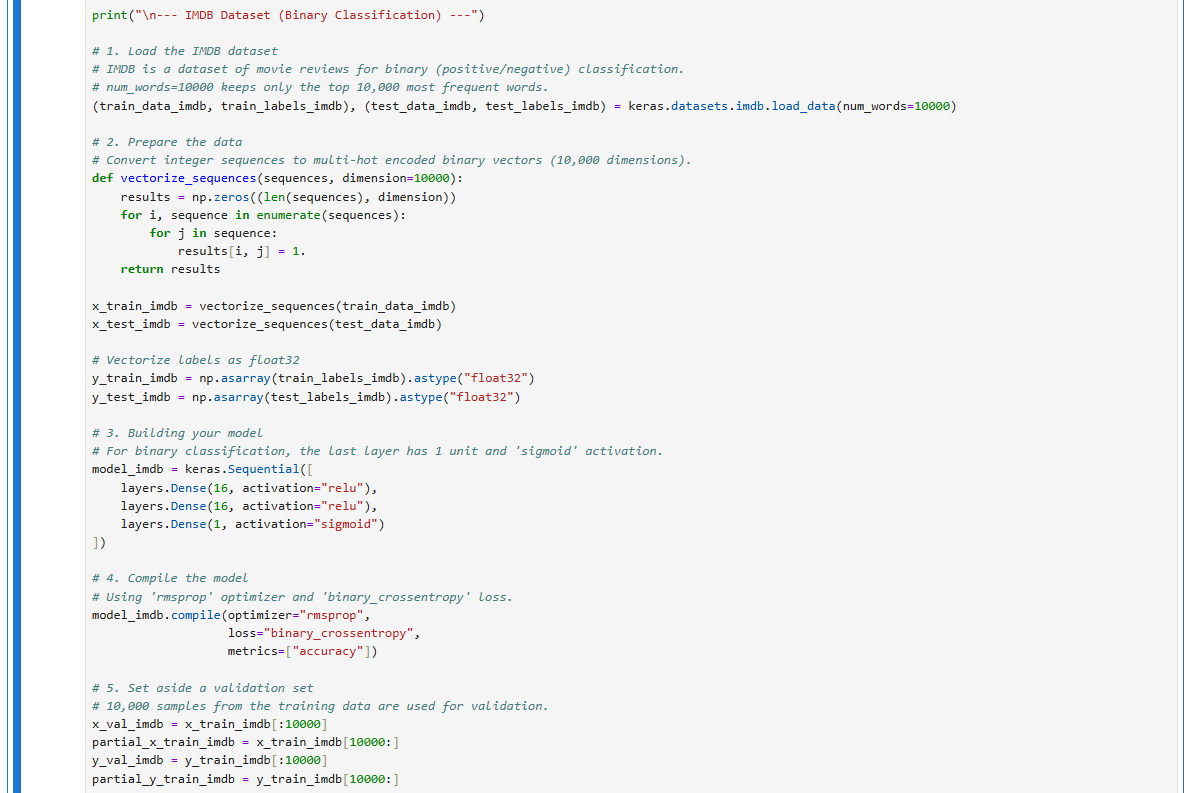 print("\n--- IMDB Dataset (Binary Classification) ---")
# 1. Load the IMDB dataset
# IMDB is a dataset of movie reviews for binary (positive/negative) classification.
# num_words=10000 keeps only the top 10,000 most frequent words.
(train_data_imdb, train_labels_imdb), (test_data_imdb, test_labels_imdb) = keras.datasets.imdb.load_data(num_words=10000)
# 2. Prepare the data
# Convert integer sequences to multi-hot encoded binary vectors (10,000 dimensions).
def vectorize_sequences(sequences, dimension=10000):
    results = np.zeros((len(sequences), dimension))
    for i, sequence in enumerate(sequences):
        for j in sequence:
            results[i, j] = 1.
    return results
x_train_imdb = vectorize_sequences(train_data_imdb)
x_test_imdb = vectorize_sequences(test_data_imdb)
# Vectorize labels as float32
y_train_imdb = np.asarray(train_labels_imdb).astype("float32")
y_test_imdb = np.asarray(test_labels_imdb).astype("float32")
# 3. Building your model
# For binary classification, the last layer has 1 unit and 'sigmoid' activation.
model_imdb = keras.Sequential([
    layers.Dense(16, activation="relu"),
    layers.Dense(16, activation="relu"),
    layers.Dense(1, activation="sigmoid")
])
# 4. Compile the model
# Using 'rmsprop' optimizer and 'binary_crossentropy' loss.
model_imdb.compile(optimizer="rmsprop",
                   loss="binary_crossentropy",
                   metrics=["accuracy"])
# 5. Set aside a validation set
# 10,000 samples from the training data are used for validation.
x_val_imdb = x_train_imdb[:10000]
partial_x_train_imdb = x_train_imdb[10000:]
y_val_imdb = y_train_imdb[:10000]
partial_y_train_imdb = y_train_imdb[10000:]